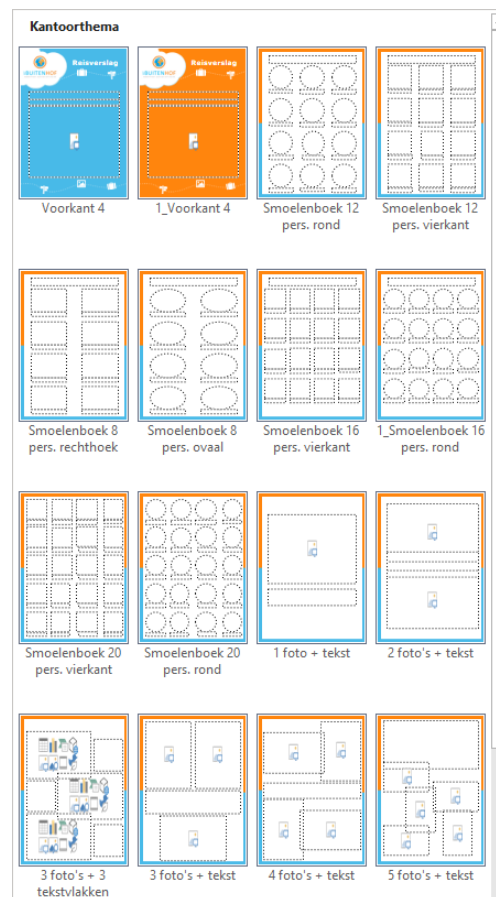 Kantoorthema
BUITENHOF
Reisverslag
BUITENHOF
Reisverslag
Voorkant 4
1_Voorkant 4
Smoelenboek 12
pers. rond
Smoelenboek 12
pers. vierkant
Smoelenboek 8
pers. rechthoek
Smoelenboek 8
pers. ovaal
Smoelenboek 16
pers. vierkant
1_Smoelenboek 16
pers. rond
Smoelenboek 20
pers. vierkant
Smoelenboek 20
pers. rond
1 foto + tekst
2 foto's + tekst
3 foto's + 3
tekstvlakken
3 foto's + tekst
4 foto's + tekst
5 foto's + tekst